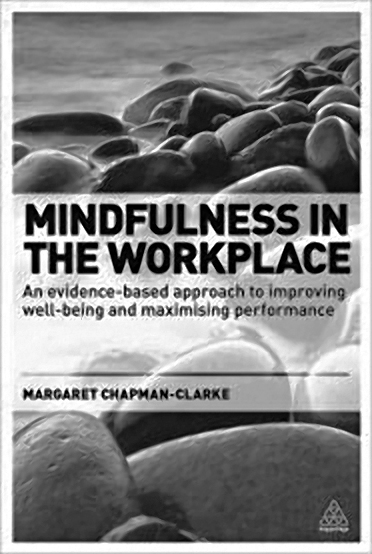 MINDFULNESS IN
THE WORKPLACE
An evidence-based approach to improving
well-being and maximising performance
MARGARET CHAPMAN-CLARKE